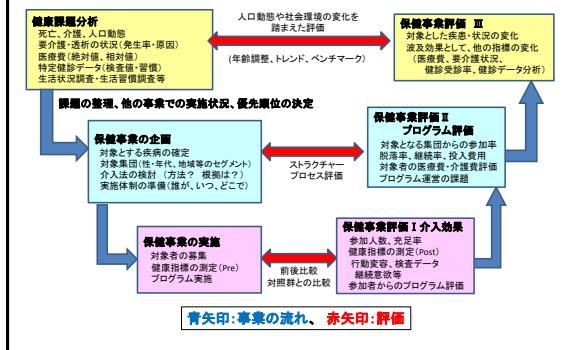 健康課題分析
死亡、介護、人口動態
要介護・透析の状況(発生率・原因)
医療費(絶対値、相対値)
特定健診データ(検査値・習慣)
生活状況調査・生活習慣調査等
人口動態や社会環境の変化を
踏まえた評価
(年齢調整、トレンド、ベンチマーク)
保健事業評価 Ⅲ
対象とした疾患・状況の変化
波及効果として、他の指標の変化
(医療費、要介護状況、
健診受診率、健診データ分析)
課題の整理、他の事業での実施状況、優先順位の決定
保健事業の企画
対象とする疾病の確定
対象集団(性・年代、地域等のセグメント)
介入法の検討 (方法? 根拠は?)
実施体制の準備(誰が、いつ、どこで)
ストラクチャー
プロセス評価
保健事業評価Ⅱ
プログラム評価
対象となる集団からの参加率
脱落率、継続率、投入費用
対象者の医療費・介護費評価
プログラム運営の課題
保健事業の実施
対象者の募集
健康指標の測定(Pre)
プログラム実施
前後比較
対照群との比較
保健事業評価Ⅰ介入効果
参加人数、充足率
健康指標の測定(Post)
行動変容、検査データ
継続意欲等
参加者からのプログラム評価
青矢印:事業の流れ、 赤矢印:評価